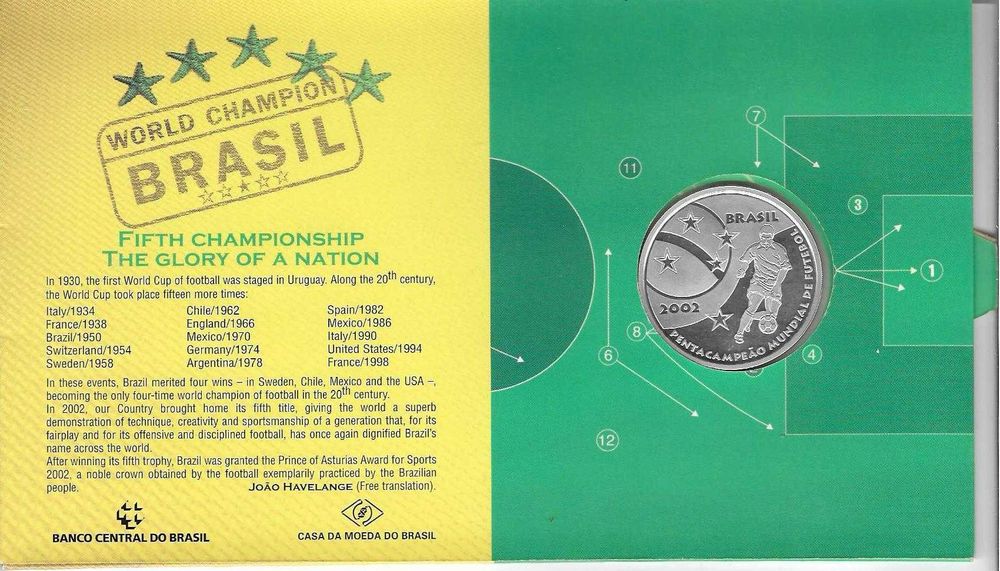 WORLD CHAMPION
BRASIL
FIFTH CHAMPIONSHIP
THE GLORY OF A NATION
In 1930, the first World Cup of football was staged in Uruguay. Along the 20th century,
the World Cup took place fifteen more times:
Italy/1934 Chile/1962 Spain/1982
France/1938 England/1966 Mexico/1986
Brazil/1950 Mexico/1970 Italy/1990
Switzerland/1954 Germany/1974 United States/1994
Sweden/1958 Argentina/1978 France/1998
In these events, Brazil merited four wins – in Sweden, Chile, Mexico and the USA –,
becoming the only four-time world champion of football in the 20th century.
In 2002, our Country brought home its fifth title, giving the world a superb
demonstration of technique, creativity and sportsmanship of a generation that, for its
fairplay and for its offensive and disciplined football, has once again dignified Brazil's
name across the world.
After winning its fifth trophy, Brazil was granted the Prince of Asturias Award for Sports
2002, a noble crown obtained by the football exemplarily practiced by the Brazilian
people. JOÃO HAVELANGE (Free translation).
BANCO CENTRAL DO BRASIL
CASA DA MOEDA DO BRASIL
7
11
3
1
BRASIL
2002
PENTACAMPEÃO MUNDIAL DE FUTEBOL
8
6
4
12